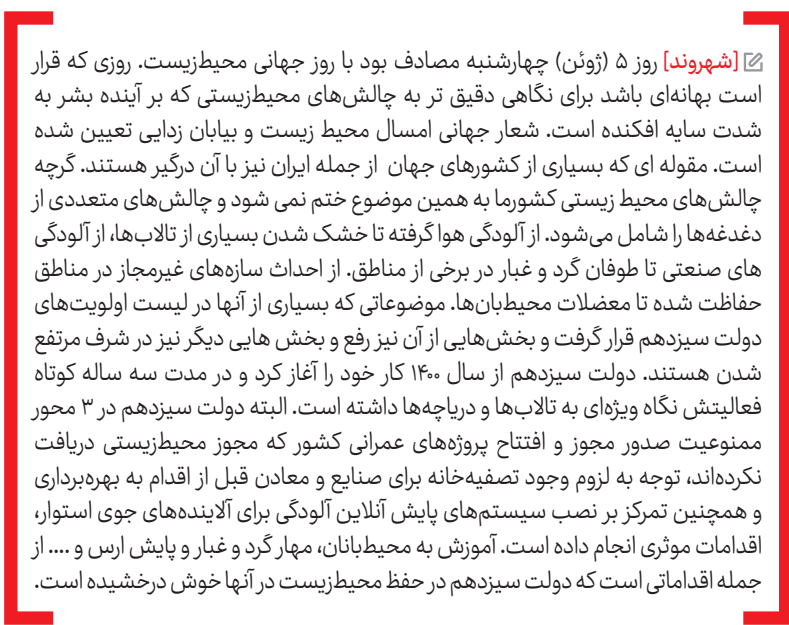 [شهروند] روز ۵ (ژوئن) چهارشنبه مصادف بود با روز جهانی محیط‌زیست. روزی که قرار
است بهانه‌ای باشد برای نگاهی دقیق تر به چالش‌های محیط‌زیستی که بر آینده بشر به
شدت سایه افکنده است. شعار جهانی امسال محیط زیست و بیابان زدایی تعیین شده
است. مقوله ای که بسیاری از کشورهای جهان از جمله ایران نیز با آن درگیر هستند. گرچه
چالش‌های محیط زیستی کشورما به همین موضوع ختم نمی شود و چالش‌های متعددی از
دغدغه‌ها را شامل می‌شود. از آلودگی هوا گرفته تا خشک شدن بسیاری از تالاب‌ها، از آلودگی
های صنعتی تا طوفان گرد و غبار در برخی از مناطق. از احداث سازه‌های غیرمجاز در مناطق
حفاظت شده تا معضلات محیط‌بان‌ها. موضوعاتی که بسیاری از آنها در لیست اولویت‌های
دولت سیزدهم قرار گرفت و بخش‌هایی از آن نیز رفع و بخش هایی دیگر نیز در شرف مرتفع
شدن هستند. دولت سیزدهم از سال ۱۴۰۰ کار خود را آغاز کرد و در مدت سه ساله کوتاه
فعالیتش نگاه ویژه‌ای به تالاب‌ها و دریاچه‌ها داشته است. البته دولت سیزدهم در ۳ محور
ممنوعیت صدور مجوز و افتتاح پروژه‌های عمرانی کشور که مجوز محیط‌زیستی دریافت
نکرده‌اند، توجه به لزوم وجود تصفیه‌خانه برای صنایع و معادن قبل از اقدام به بهره‌برداری
و همچنین تمرکز بر نصب سیستم‌های پایش آنلاین آلودگی برای آلاینده‌های جوی استوار،
اقدامات موثری انجام داده است. آموزش به محیط‌بانان، مهار گرد و غبار و پایش ارس و .... از
جمله اقداماتی است که دولت سیزدهم در حفظ محیط‌زیست در آنها خوش درخشیده است.